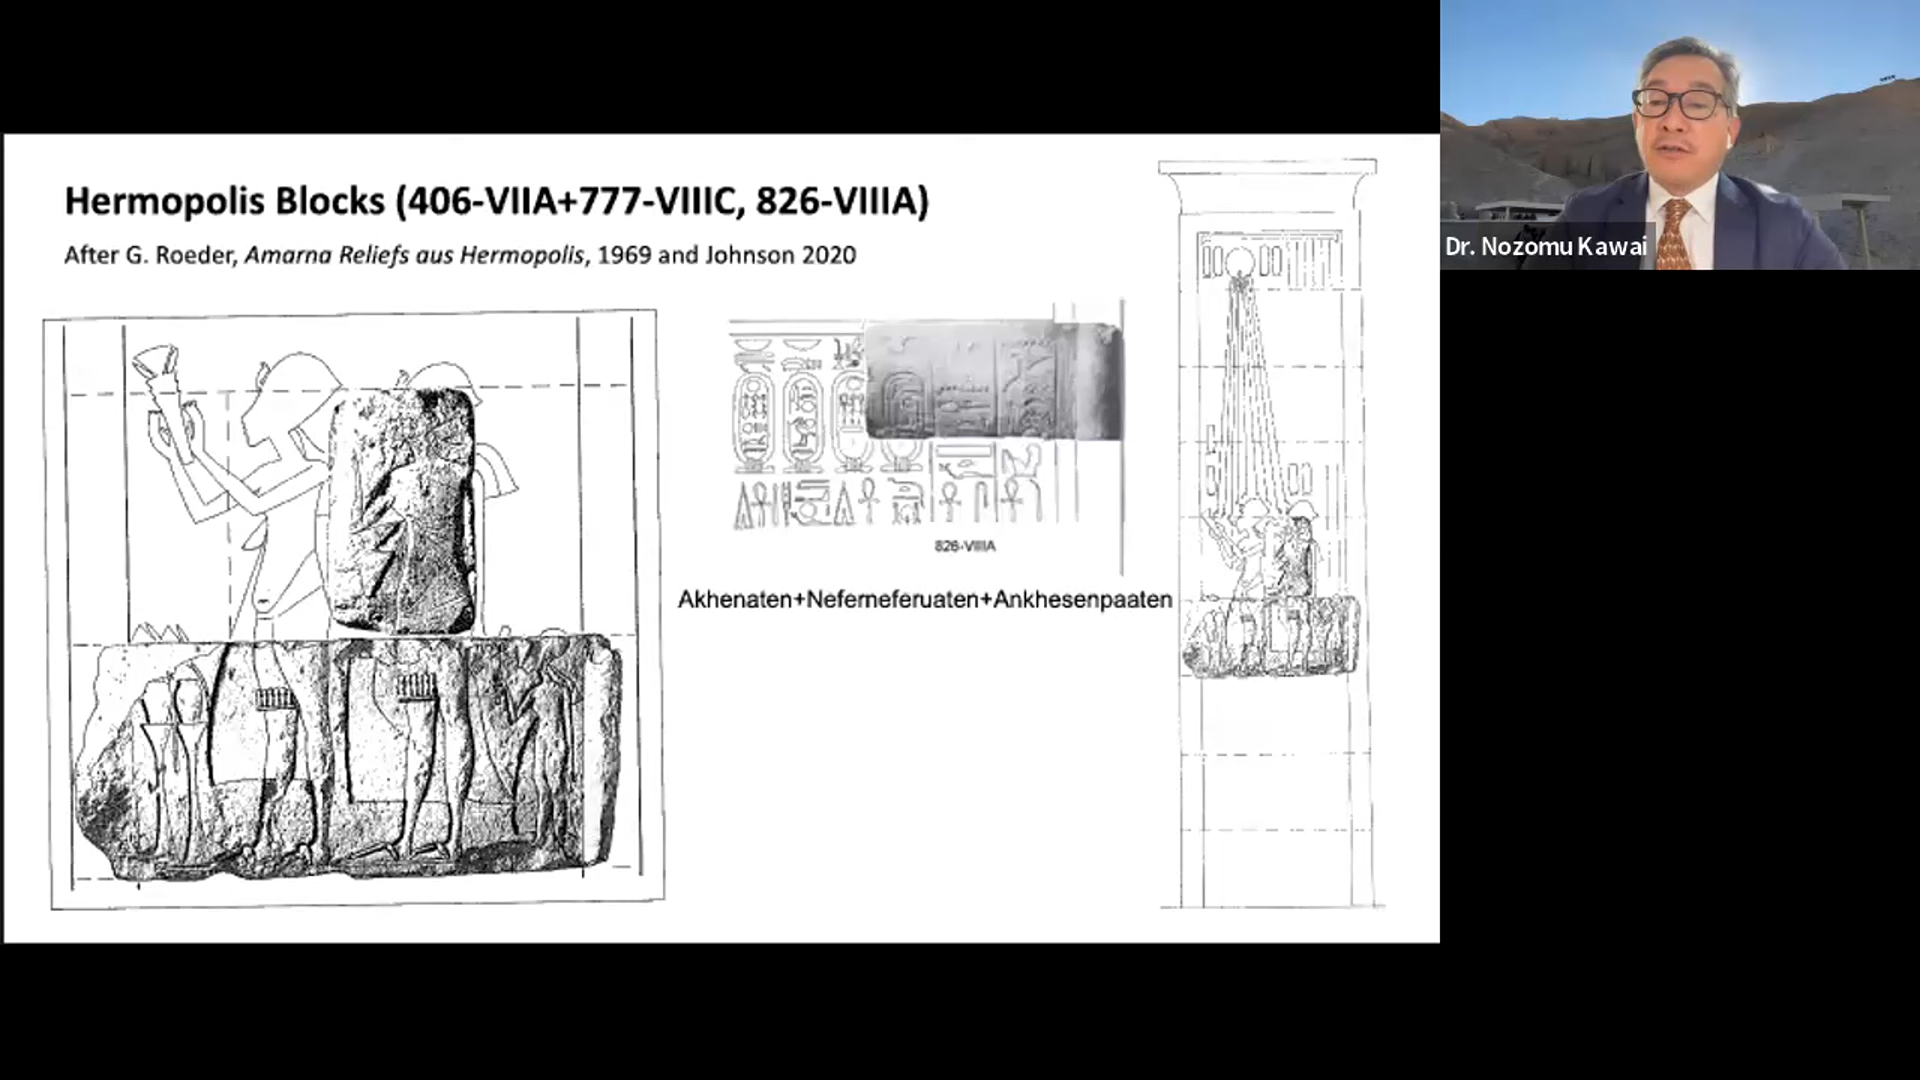 Hermopolis Blocks (406-VIIA+777-VIIIC, 826-VIIIA)
After G. Roeder, Amarna Reliefs aus Hermopolis, 1969 and Johnson 2020
826-VIIIA
Akhenaten+Neferneferuaten+Ankhesenpaaten
Dr. Nozomu Kawai